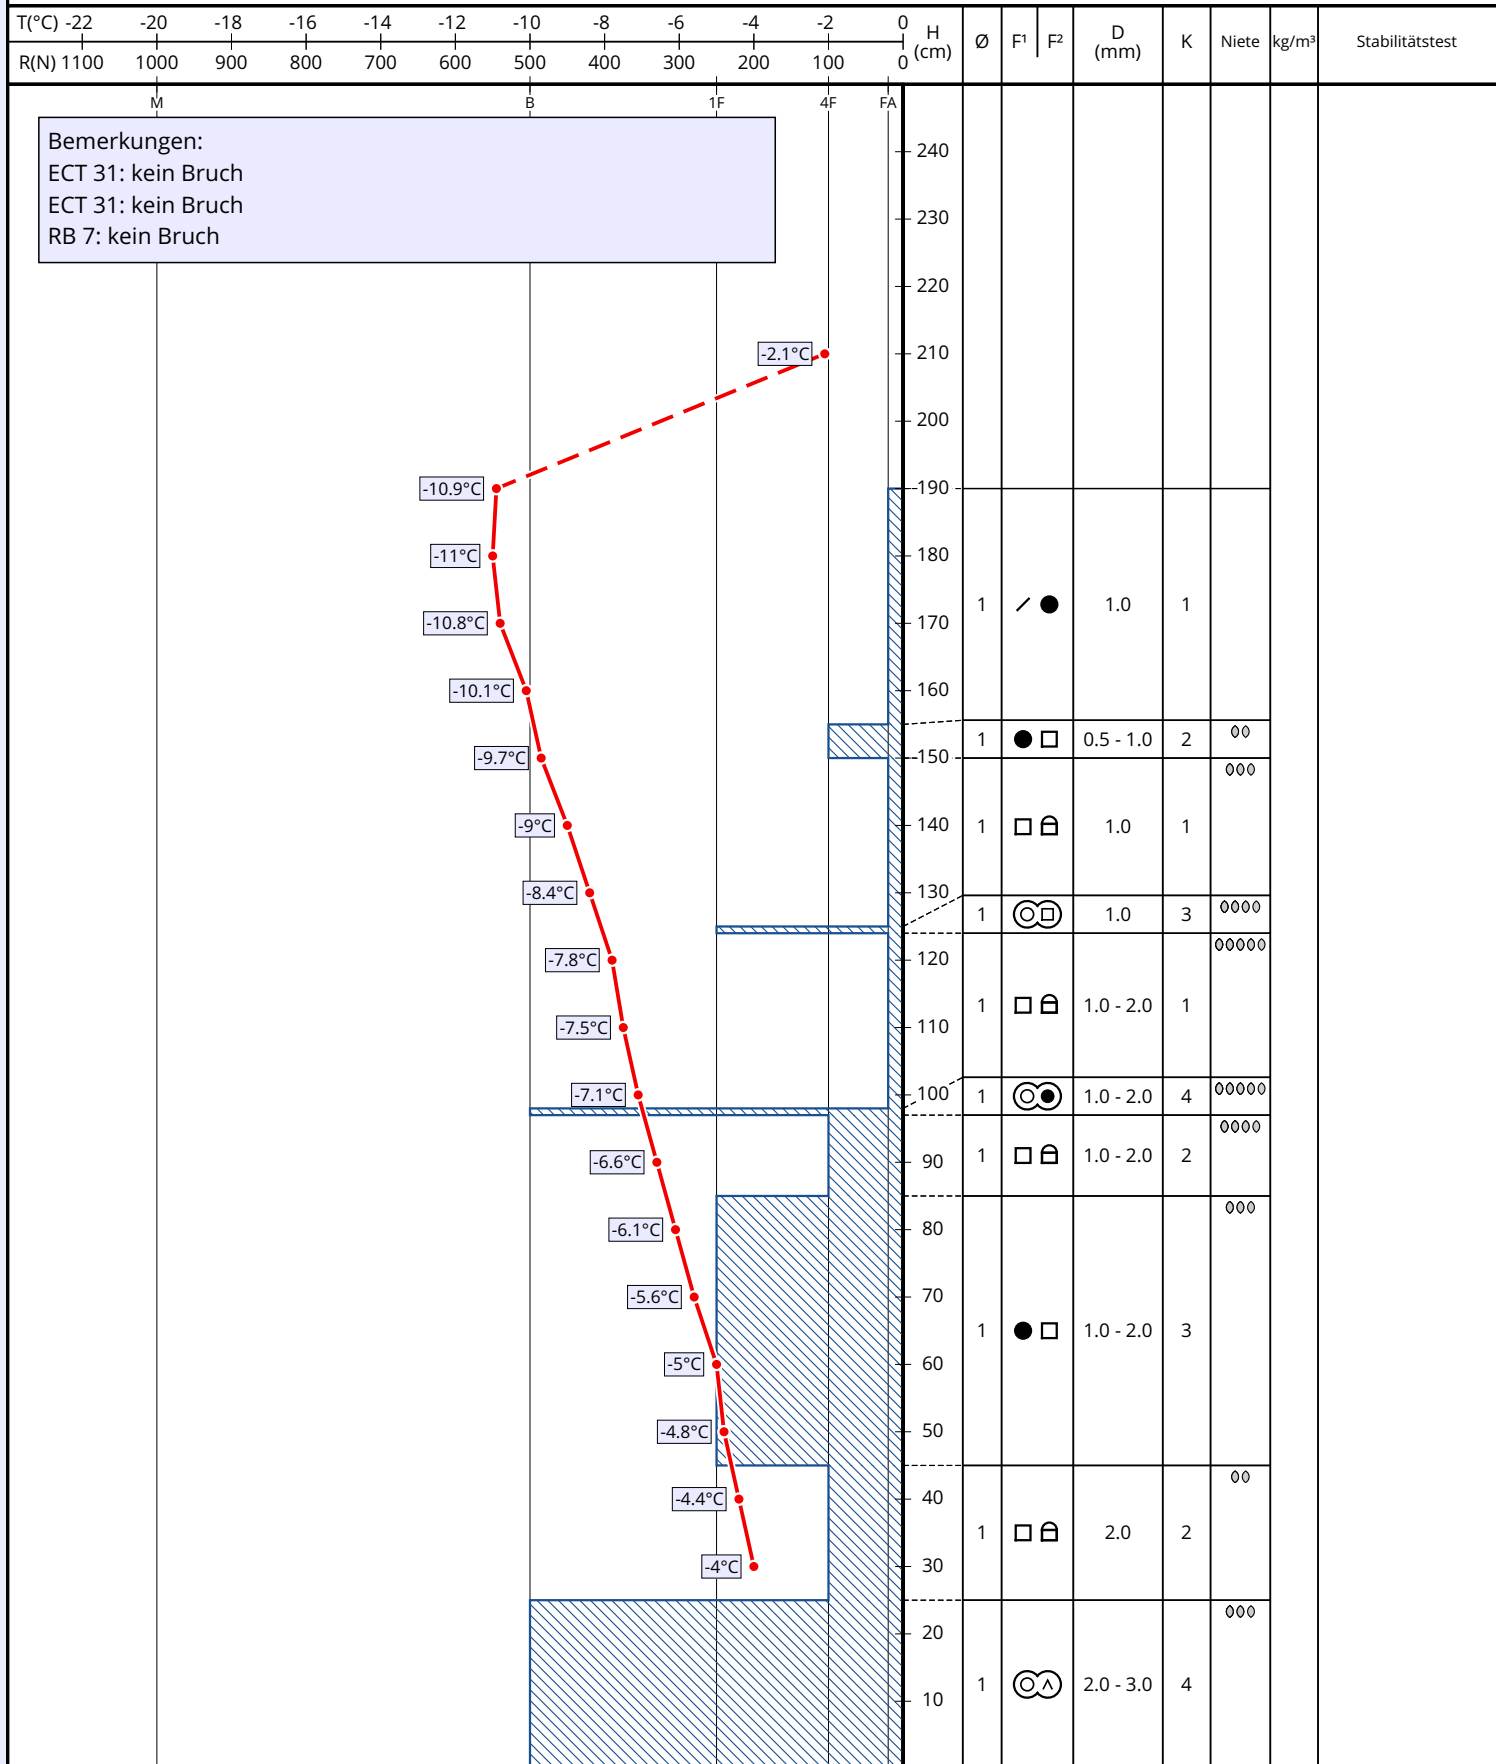 T(°C) -22 -20 -18 -16 -14 -12 -10 -8 -6 -4 -2 0
R(N) 1100 1000 900 800 700 600 500 400 300 200 100 0
H (cm) Ø F¹ F² D (mm) K Niete kg/m³ Stabilitätstest
M B 1F 4F FA
Bemerkungen:
ECT 31: kein Bruch
ECT 31: kein Bruch
RB 7: kein Bruch
240
230
220
-2.1°C 210
200
-10.9°C 190
-11°C 180
1 1.0 1
-10.8°C 170
-10.1°C 160
1 0.5 - 1.0 2
-9.7°C 150
-9°C 140 1 1.0 1
-8.4°C 130
1 1.0 3
-7.8°C 120
1 1.0 - 2.0 1
-7.5°C 110
-7.1°C 100 1 1.0 - 2.0 4
-6.6°C 90 1 1.0 - 2.0 2
-6.1°C 80
-5.6°C 70
1 1.0 - 2.0 3
-5°C 60
-4.8°C 50
-4.4°C 40
1 2.0 2
-4°C 30
20
1 2.0 - 3.0 4
10